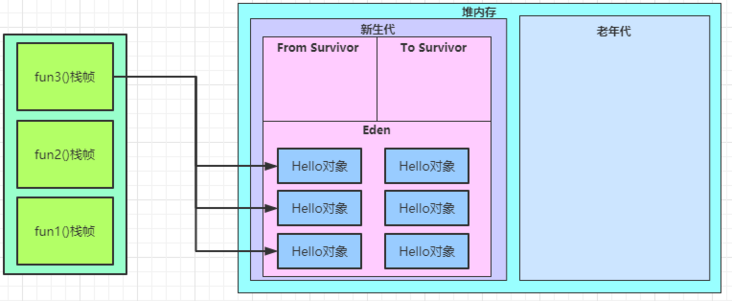 堆内存
新生代
老年代
From Survivor
To Survivor
fun3()栈帧
fun2()栈帧
fun1()栈帧
Eden
Hello对象
Hello对象
Hello对象
Hello对象
Hello对象
Hello对象